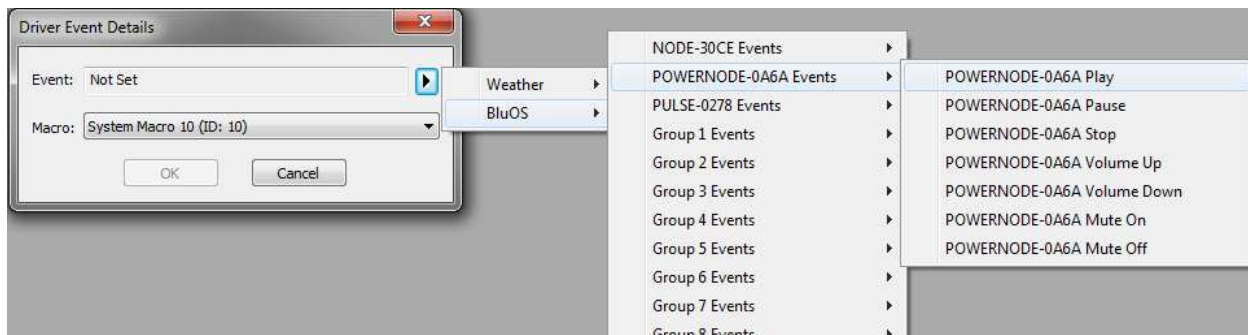 Driver Event Details
Event: Not Set
Macro: System Macro 10 (ID: 10)
OK Cancel
Weather
BluOS
NODE-30CE Events
POWERNODE-0A6A Events
PULSE-0278 Events
Group 1 Events
Group 2 Events
Group 3 Events
Group 4 Events
Group 5 Events
Group 6 Events
Group 7 Events
Group 8 Events
POWERNODE-0A6A Play
POWERNODE-0A6A Pause
POWERNODE-0A6A Stop
POWERNODE-0A6A Volume Up
POWERNODE-0A6A Volume Down
POWERNODE-0A6A Mute On
POWERNODE-0A6A Mute Off